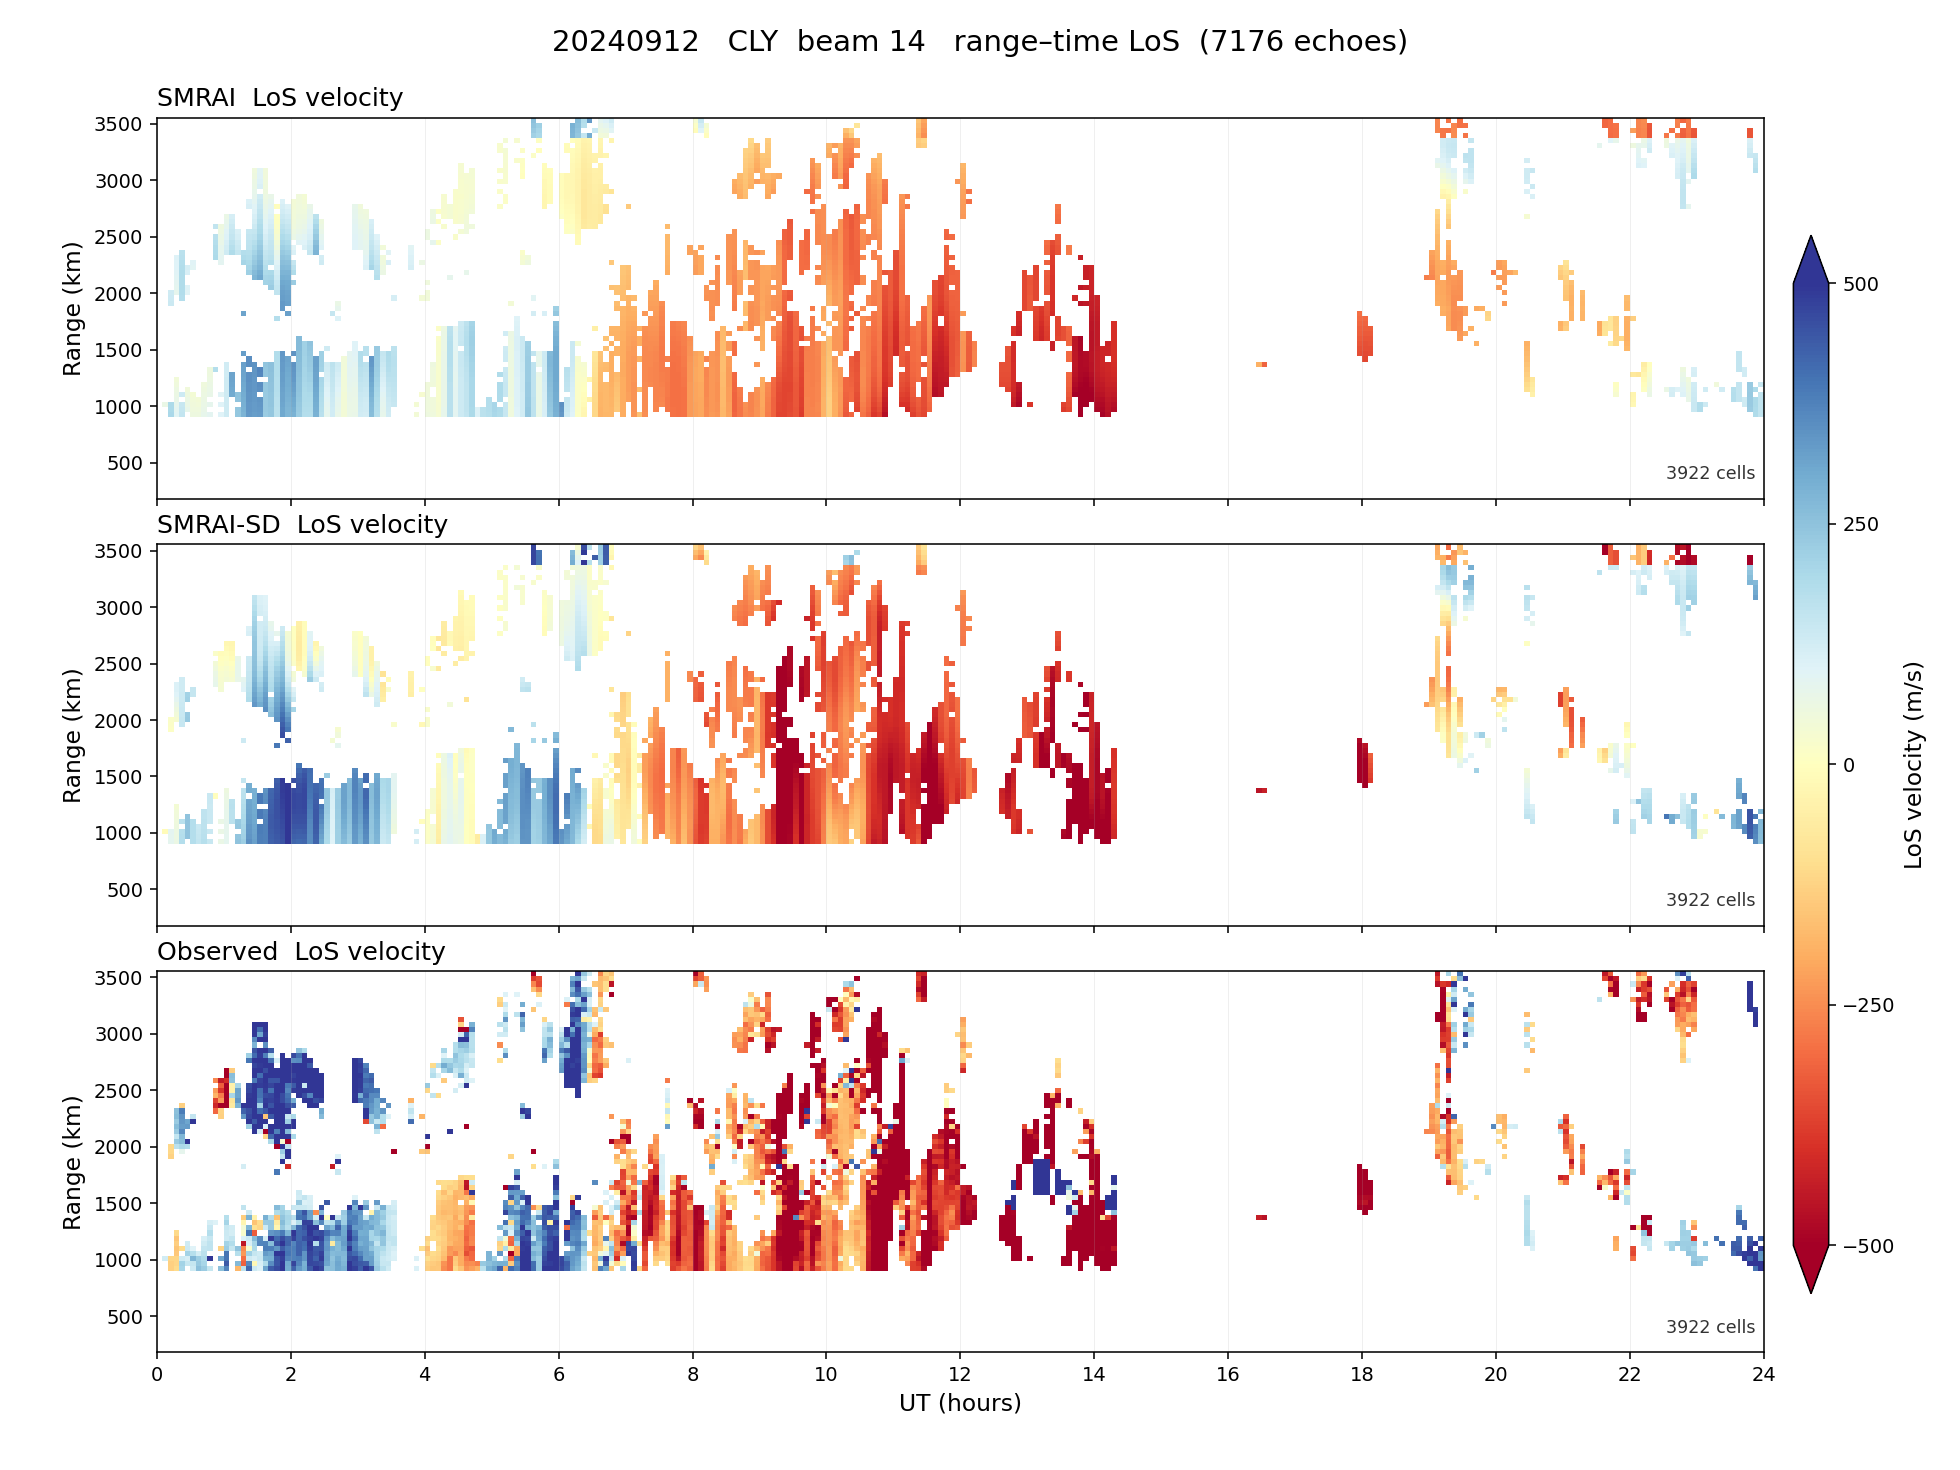 20240912 CLY beam 14 range–time LoS (7176 echoes)
SMRAI LoS velocity
3500
3000
2500
2000
1500
1000
500
Range (km)
3922 cells
SMRAI-SD LoS velocity
3500
3000
2500
2000
1500
1000
500
Range (km)
3922 cells
Observed LoS velocity
3500
3000
2500
2000
1500
1000
500
Range (km)
3922 cells
0 2 4 6 8 10 12 14 16 18 20 22 24
UT (hours)
500
250
0
−250
−500
LoS velocity (m/s)